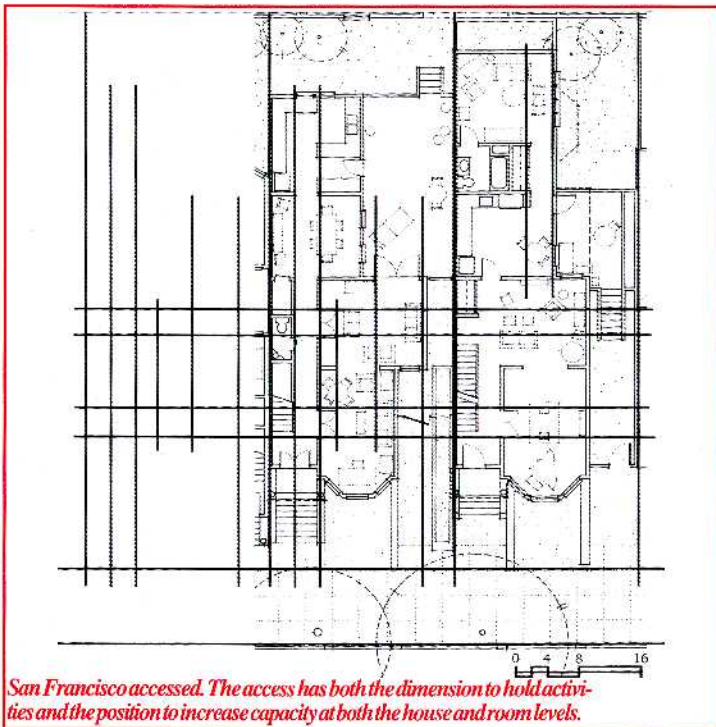 0 4 8 16
San Francisco accessed. The access has both the dimension to hold activi-
ties and the position to increase capacity at both the house and room levels.